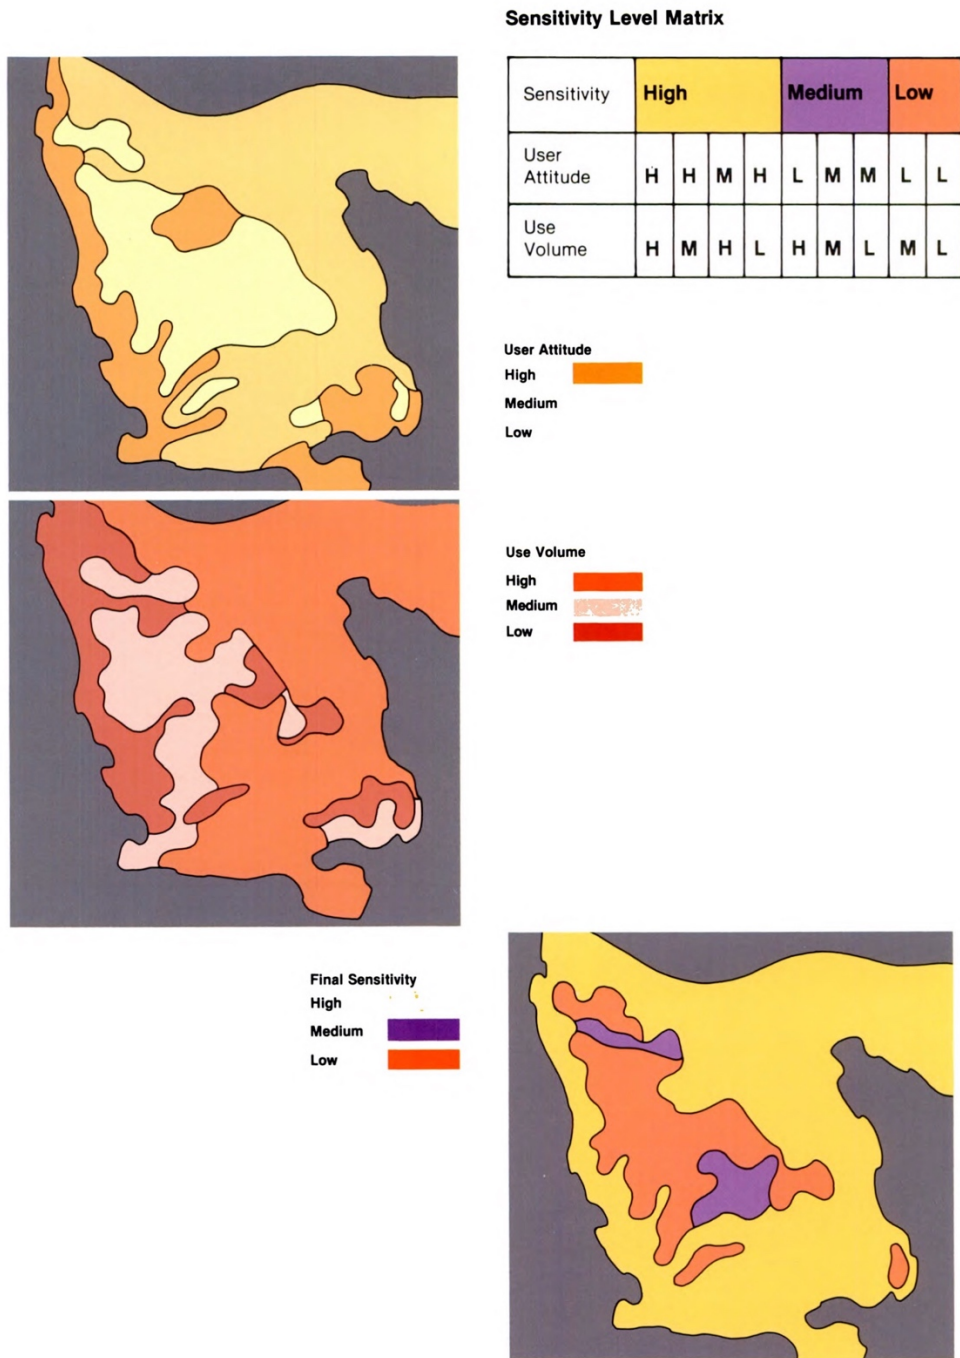 Sensitivity Level Matrix
Sensitivity High Medium Low
User
Attitude H H M H L M M L L
Use
Volume H M H L H M L M L
User Attitude
High
Medium
Low
Use Volume
High
Medium
Low
Final Sensitivity
High
Medium
Low